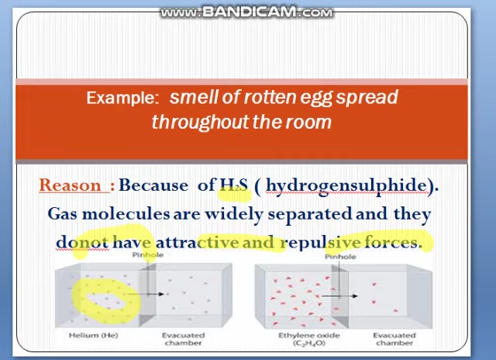 www.BANDICAM.com
Example: smell of rotten egg spread
throughout the room
Reason : Because of H2S ( hydrogensulphide).
Gas molecules are widely separated and they
donot have attractive and repulsive forces.
Pinhole
Pinhole
Helium (He)
Evacuated
chamber
Ethylene oxide
(C₂H₄O)
Evacuated
chamber